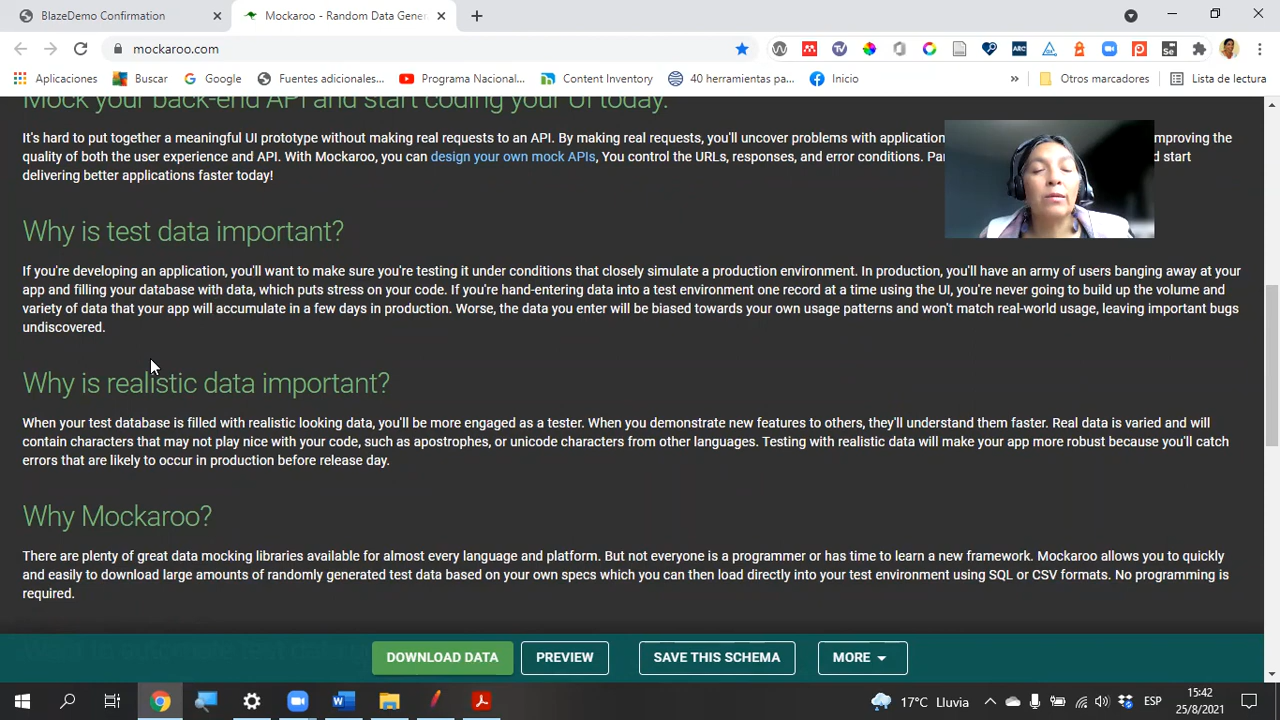 BlazeDemo Confirmation
Mockaroo - Random Data Gener
mockaroo.com
Aplicaciones
Buscar
Google
Fuentes adicionales...
Programa Nacional...
Content Inventory
40 herramientas pa...
Inicio
»
Otros marcadores
Lista de lectura
Mock your back-end API and start coding your UI today.
It's hard to put together a meaningful UI prototype without making real requests to an API. By making real requests, you'll uncover problems with application improving the
quality of both the user experience and API. With Mockaroo, you can design your own mock APIs, You control the URLs, responses, and error conditions. Par d start
delivering better applications faster today!
Why is test data important?
If you're developing an application, you'll want to make sure you're testing it under conditions that closely simulate a production environment. In production, you'll have an army of users banging away at your
app and filling your database with data, which puts stress on your code. If you're hand-entering data into a test environment one record at a time using the UI, you're never going to build up the volume and
variety of data that your app will accumulate in a few days in production. Worse, the data you enter will be biased towards your own usage patterns and won't match real-world usage, leaving important bugs
undiscovered.
Why is realistic data important?
When your test database is filled with realistic looking data, you'll be more engaged as a tester. When you demonstrate new features to others, they'll understand them faster. Real data is varied and will
contain characters that may not play nice with your code, such as apostrophes, or unicode characters from other languages. Testing with realistic data will make your app more robust because you'll catch
errors that are likely to occur in production before release day.
Why Mockaroo?
There are plenty of great data mocking libraries available for almost every language and platform. But not everyone is a programmer or has time to learn a new framework. Mockaroo allows you to quickly
and easily to download large amounts of randomly generated test data based on your own specs which you can then load directly into your test environment using SQL or CSV formats. No programming is
required.
DOWNLOAD DATA
PREVIEW
SAVE THIS SCHEMA
MORE
17°C Lluvia
ESP
15:42
25/8/2021